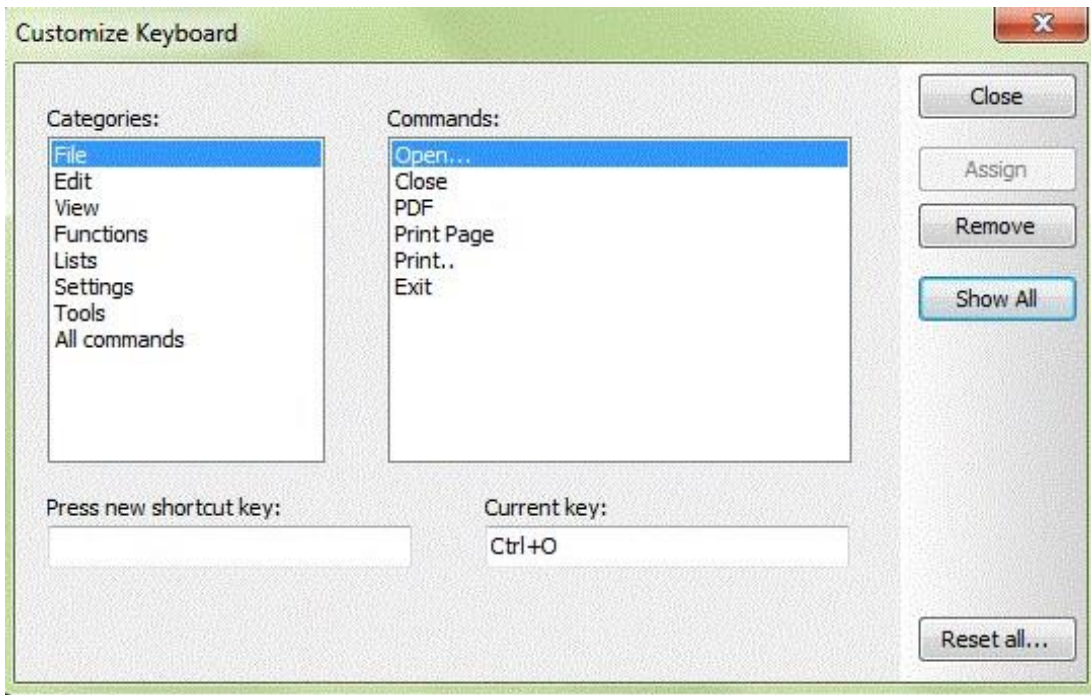 Customize Keyboard
Categories:
File
Edit
View
Functions
Lists
Settings
Tools
All commands
Commands:
Open...
Close
PDF
Print Page
Print..
Exit
Press new shortcut key:
Current key:
Ctrl+O
Close
Assign
Remove
Show All
Reset all...